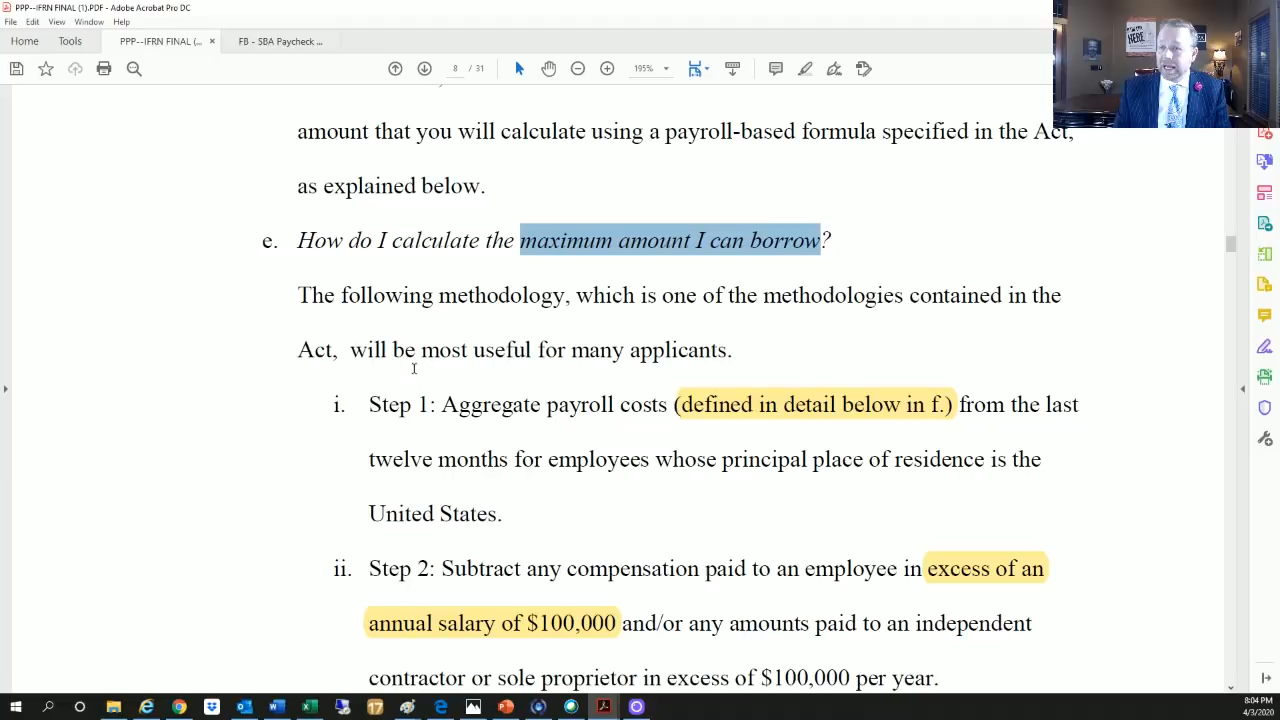 PPP--IFRN FINAL (1).PDF - Adobe Acrobat Pro DC
File Edit View Window Help
Home Tools PPP--IFRN FINAL (... × FB - SBA Paycheck ...
8 / 31 195%
amount that you will calculate using a payroll-based formula specified in the Act,
as explained below.
e. How do I calculate the maximum amount I can borrow?
The following methodology, which is one of the methodologies contained in the
Act, will be most useful for many applicants.
i. Step 1: Aggregate payroll costs (defined in detail below in f.) from the last
twelve months for employees whose principal place of residence is the
United States.
ii. Step 2: Subtract any compensation paid to an employee in excess of an
annual salary of $100,000 and/or any amounts paid to an independent
contractor or sole proprietor in excess of $100,000 per year.
17
8:04 PM
4/3/2020